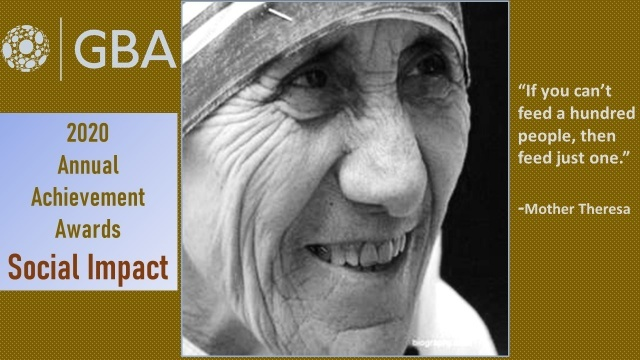 GBA
2020
Annual
Achievement
Awards
Social Impact
“If you can’t
feed a hundred
people, then
feed just one.”
-Mother Theresa